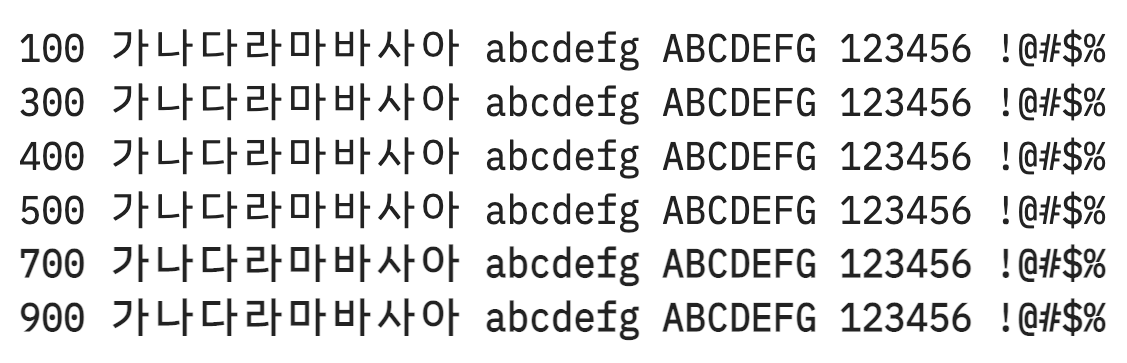 100 가나다라마바사아 abcdefg ABCDEFG 123456 !@#$%
300 가나다라마바사아 abcdefg ABCDEFG 123456 !@#$%
400 가나다라마바사아 abcdefg ABCDEFG 123456 !@#$%
500 가나다라마바사아 abcdefg ABCDEFG 123456 !@#$%
700 가나다라마바사아 abcdefg ABCDEFG 123456 !@#$%
900 가나다라마바사아 abcdefg ABCDEFG 123456 !@#$%